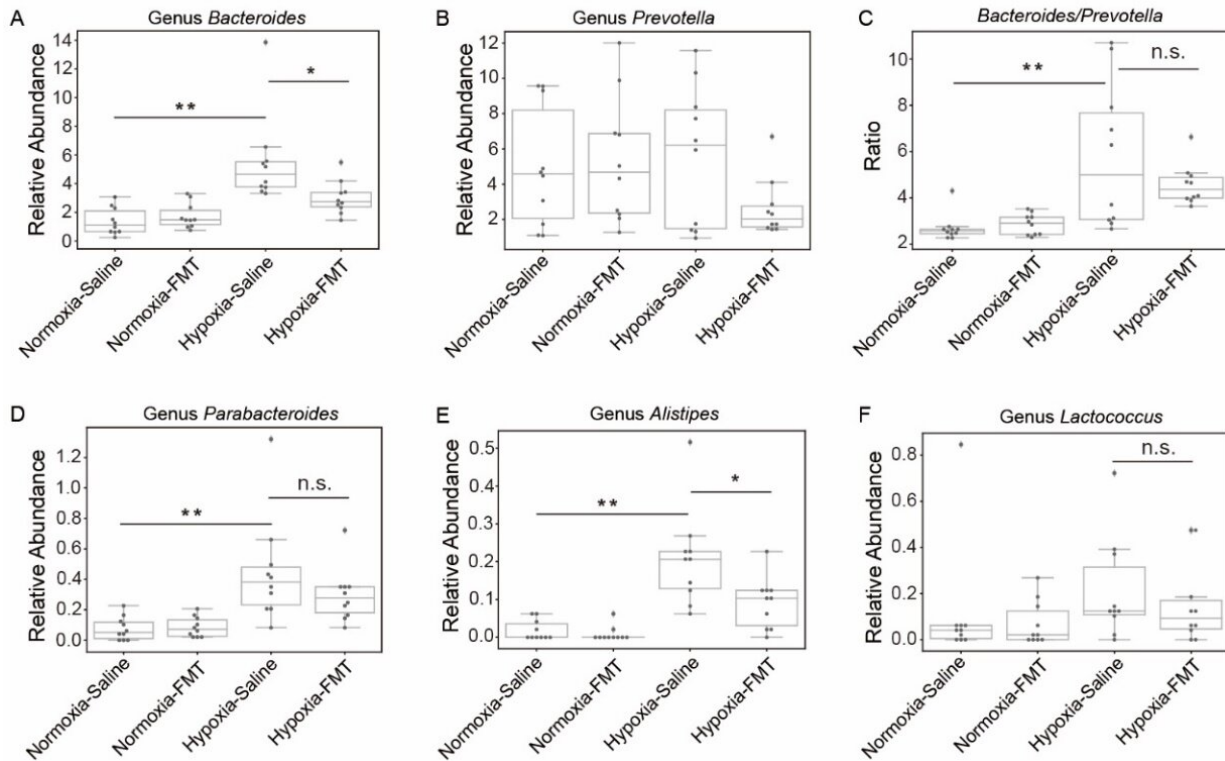 A
Genus Bacteroides
Relative Abundance
14
12
10
8
6
4
2
0
**
*
Normoxia-Saline
Normoxia-FMT
Hypoxia-Saline
Hypoxia-FMT
B
Genus Prevotella
Relative Abundance
12
10
8
6
4
2
Normoxia-Saline
Normoxia-FMT
Hypoxia-Saline
Hypoxia-FMT
C
Bacteroides/Prevotella
Ratio
10
8
6
4
2
**
n.s.
Normoxia-Saline
Normoxia-FMT
Hypoxia-Saline
Hypoxia-FMT
D
Genus Parabacteroides
Relative Abundance
1.2
1.0
0.8
0.6
0.4
0.2
0.0
**
n.s.
Normoxia-Saline
Normoxia-FMT
Hypoxia-Saline
Hypoxia-FMT
E
Genus Alistipes
Relative Abundance
0.5
0.4
0.3
0.2
0.1
0.0
**
*
Normoxia-Saline
Normoxia-FMT
Hypoxia-Saline
Hypoxia-FMT
F
Genus Lactococcus
Relative Abundance
0.8
0.6
0.4
0.2
0.0
n.s.
Normoxia-Saline
Normoxia-FMT
Hypoxia-Saline
Hypoxia-FMT